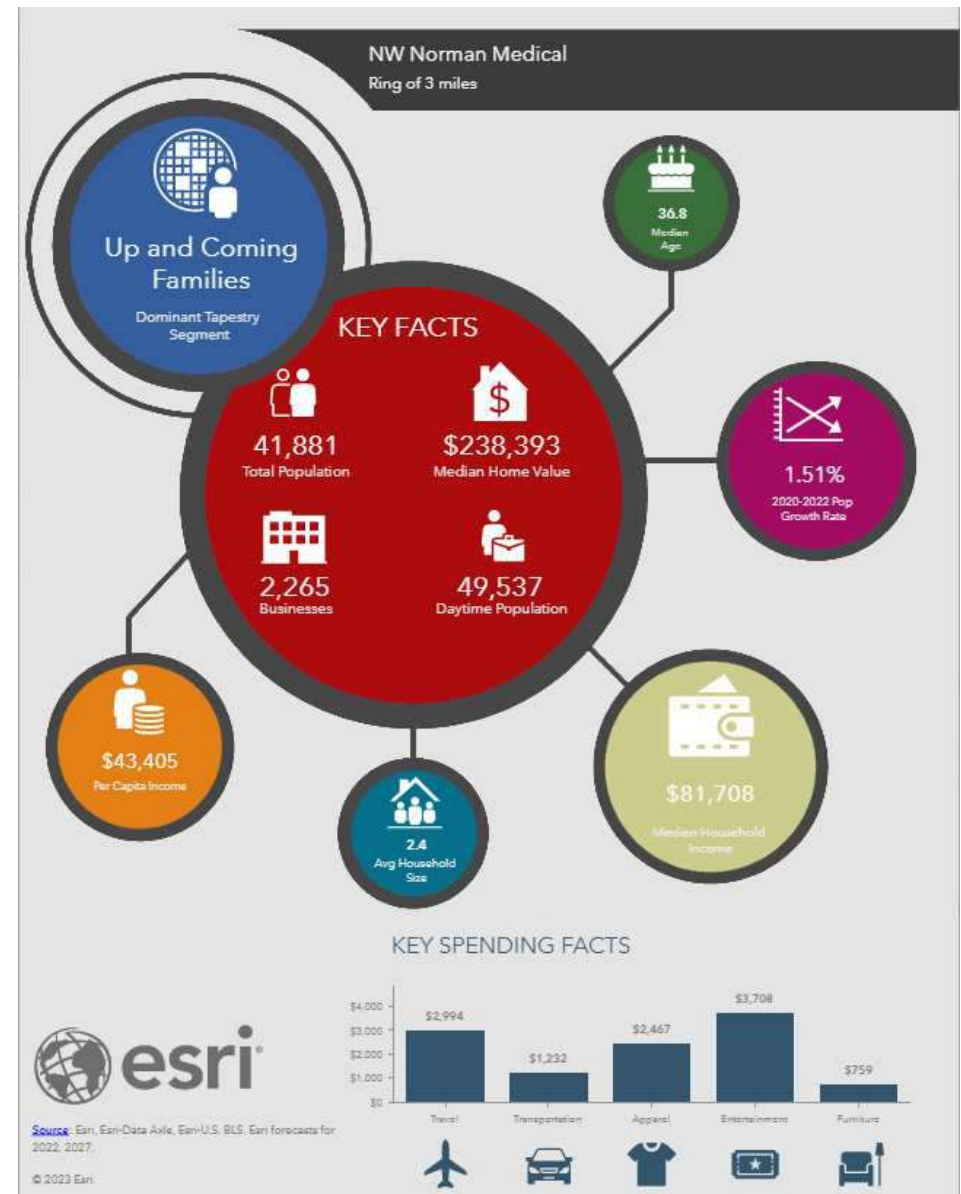 NW Norman Medical
Ring of 3 miles
Up and Coming
Families
Dominant Tapestry
Segment
36.8
Median
Age
KEY FACTS
41,881
Total Population
$238,393
Median Home Value
2,265
Businesses
49,537
Daytime Population
1.51%
2020-2022 Pop
Growth Rate
$43,405
Per Capita Income
2.4
Avg Household
Size
$81,708
Median Household
Income
KEY SPENDING FACTS
$4,000
$3,000
$2,000
$1,000
$0
$2,994
$1,232
$2,467
$3,708
$759
Travel
Transportation
Apparel
Entertainment
Furniture
esri
Source: Esri, Esri-Data Axle, Esri-U.S. BLS. Esri forecasts for
2022, 2027.
© 2023 Esri